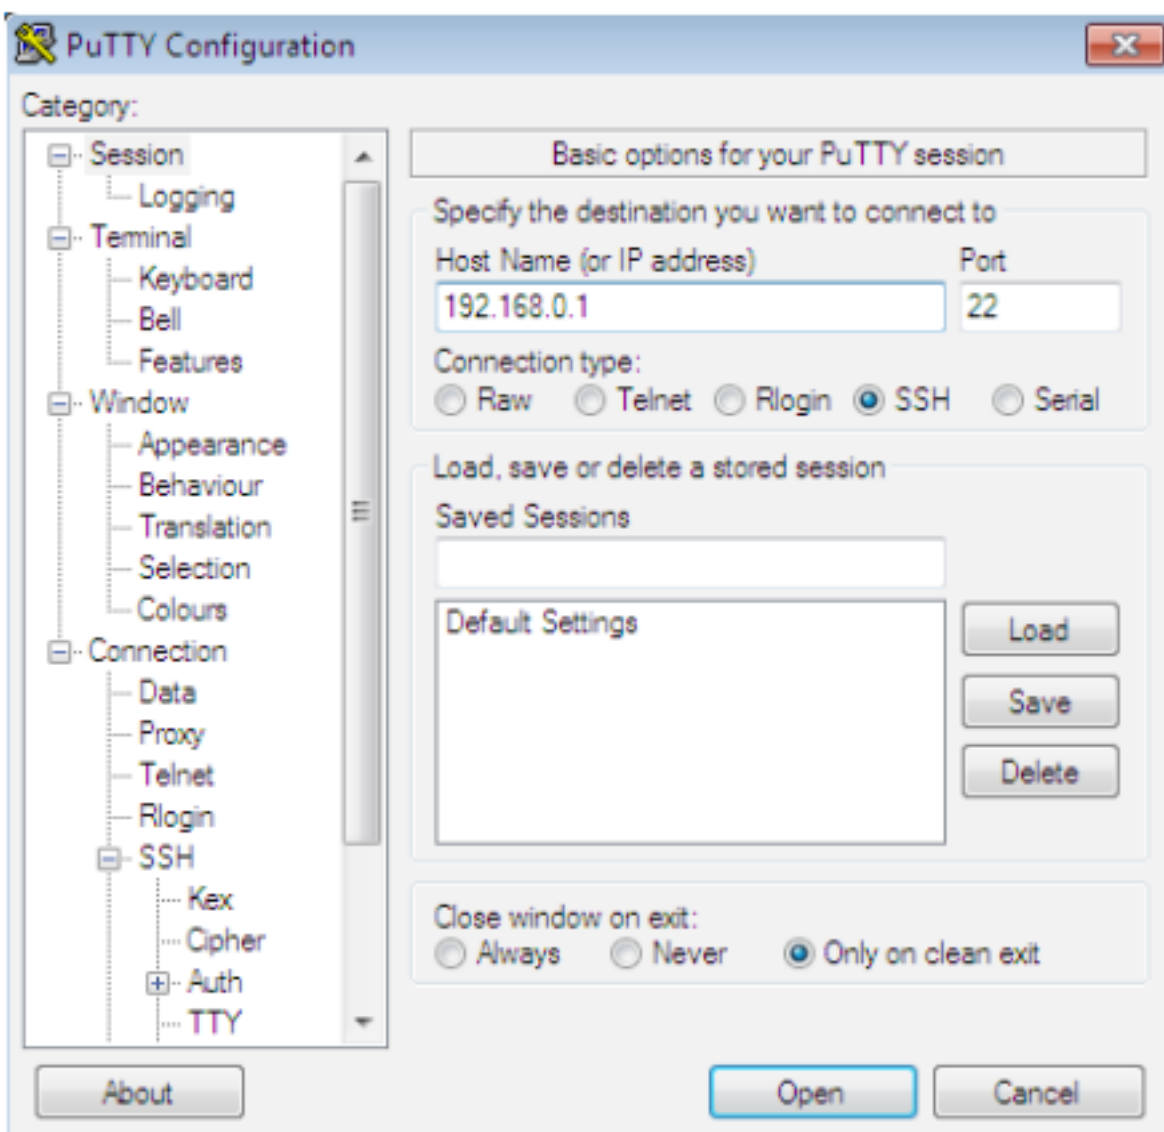 PuTTY Configuration
Category:
Session
Logging
Terminal
Keyboard
Bell
Features
Window
Appearance
Behaviour
Translation
Selection
Colours
Connection
Data
Proxy
Telnet
Rlogin
SSH
Kex
Cipher
Auth
TTY
Basic options for your PuTTY session
Specify the destination you want to connect to
Host Name (or IP address) Port
192.168.0.1 22
Connection type:
Raw Telnet Rlogin SSH Serial
Load, save or delete a stored session
Saved Sessions
Default Settings
Load
Save
Delete
Close window on exit:
Always Never Only on clean exit
About Open Cancel